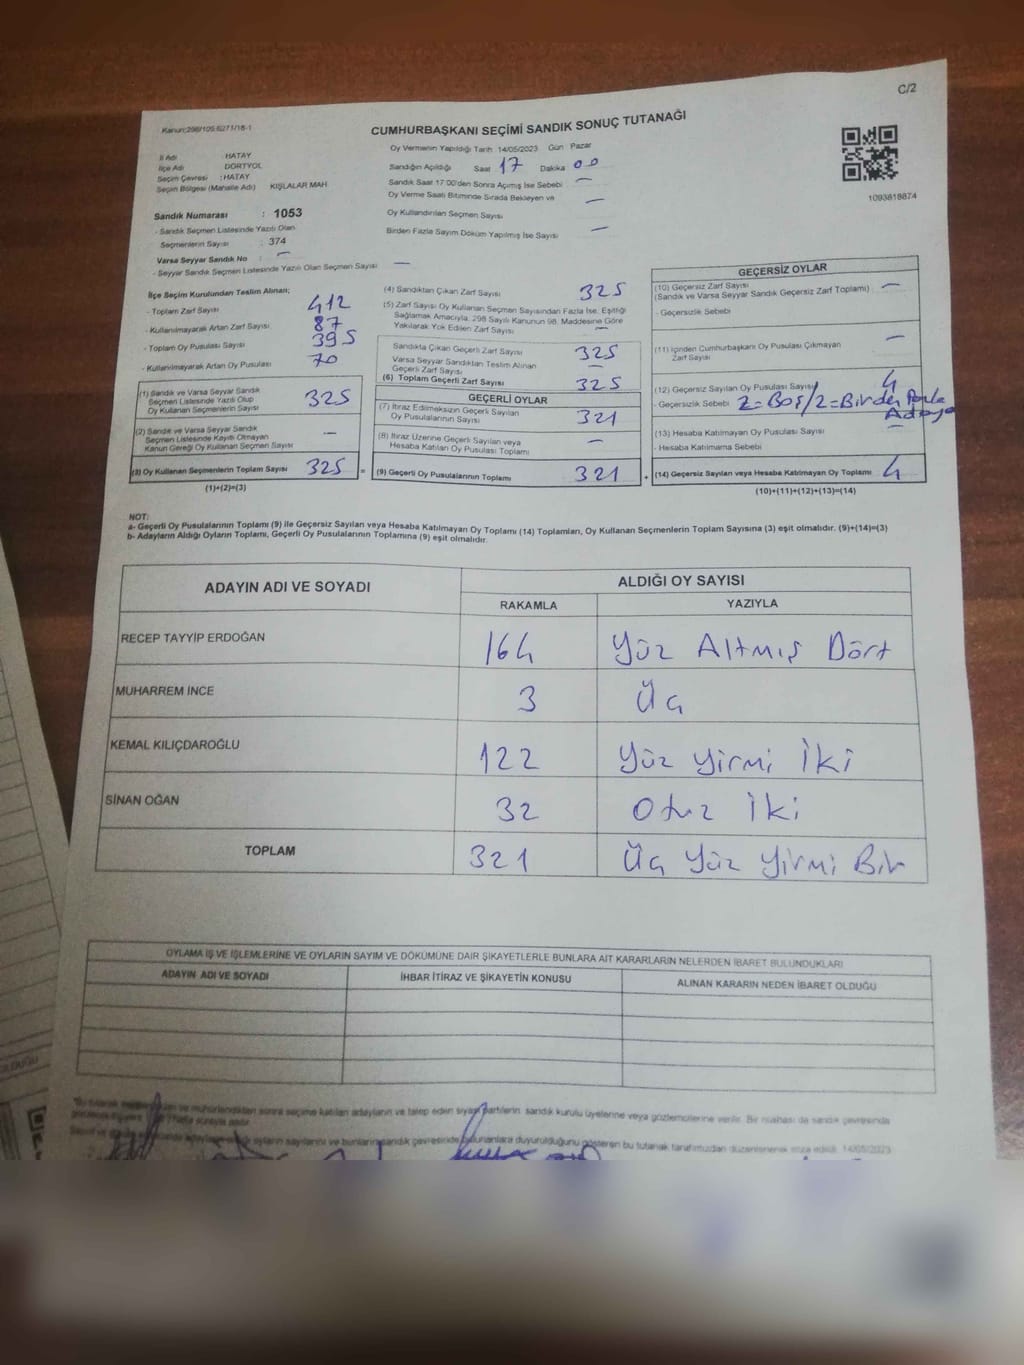 C/2
Kanun:298/109.6271/18-1
CUMHURBAŞKANI SEÇİMİ SANDIK SONUÇ TUTANAĞI
İl Adı : HATAY
İlçe Adı : DÖRTYOL
Seçim Çevresi : HATAY
Seçim Bölgesi (Mahalle Adı) KIŞLALAR MAH
Sandık Numarası : 1053
- Sandık Seçmen Listesinde Yazılı Olan
Seçmenlerin Sayısı : 374
Varsa Seyyar Sandık No : –
- Seyyar Sandık Listesinde Yazılı Olan Seçmen Sayısı –
Oy Vermenin Yapıldığı Tarih 14/05/2023 Gün Pazar
Sandığın Açıldığı Saat 17 Dakika 00
Sandık Saat 17:00'den Sonra Açımış İse Sebebi –
Oy Verme Saati Bitiminde Sırada Bekleyen ve –
Oy Kullandırılan Seçmen Sayısı
Birden Fazla Sayım Döküm Yapılmış İse Sayısı –
1093818874
İlçe Seçim Kurulundan Teslim Alınan;
- Toplam Zarf Sayısı 412
- Kullanılmayarak Artan Zarf Sayısı 87
- Toplam Oy Pusulası Sayısı 395
- Kullanılmayarak Artan Oy Pusulası 70
(1) Sandık ve Varsa Seyyar Sandık
Seçmen Listesinde Yazılı Olup
Oy Kullanan Seçmenlerin Sayısı 325
(2) Sandık ve Varsa Seyyar Sandık
Seçmen Listesinde Kayıtlı Olmayan
Kanun Gereği Oy Kullanan Seçmen Sayısı –
(3) Oy Kullanan Seçmenlerin Toplam Sayısı 325 =
(1)+(2)=(3)
(4) Sandıktan Çıkan Zarf Sayısı 325
(5) Zarf Sayısı Oy Kullanan Seçmen Sayısından Fazla İse, Eşitliği
Sağlamak Amacıyla, 298 Sayılı Kanunun 98. Maddesine Göre
Yakılarak Yok Edilen Zarf Sayısı –
Sandıkta Çıkan Geçerli Zarf Sayısı 325
Varsa Seyyar Sandıktan Teslim Alınan
Geçerli Zarf Sayısı –
(6) Toplam Geçerli Zarf Sayısı 325
GEÇERLİ OYLAR
(7) İtiraz Edilmeksizin Geçerli Sayılan
Oy Pusulalarının Sayısı 321
(8) İtiraz Üzerine Geçerli Sayılan veya
Hesaba Katılan Oy Pusulası Toplamı –
(9) Geçerli Oy Pusulalarının Toplamı 321 +
GEÇERSİZ OYLAR
(10) Geçersiz Zarf Sayısı –
(Sandık ve Varsa Seyyar Sandık Geçersiz Zarf Toplamı)
- Geçersizlik Sebebi
(11) İçinden Cumhurbaşkanı Oy Pusulası Çıkmayan –
Zarf Sayısı
(12) Geçersiz Sayılan Oy Pusulası Sayısı 4
- Geçersizlik Sebebi 2=Boş/2=Birden Fazla
Adaya
(13) Hesaba Katılmayan Oy Pusulası Sayısı –
- Hesaba Katılmama Sebebi
(14) Geçersiz Sayılan veya Hesaba Katılmayan Oy Toplamı 4
(10)+(11)+(12)+(13)=(14)
NOT:
a- Geçerli Oy Pusulalarının Toplamı (9) ile Geçersiz Sayılan veya Hesaba Katılmayan Oy Toplamı (14) Toplamları, Oy Kullanan Seçmenlerin Toplam Sayısına (3) eşit olmalıdır. (9)+(14)=(3)
b- Adayların Aldığı Oyların Toplamı, Geçerli Oy Pusulalarının Toplamına (9) eşit olmalıdır.
ADAYIN ADI VE SOYADI ALDIĞI OY SAYISI
RAKAMLA YAZIYLA
RECEP TAYYİP ERDOĞAN 164 Yüz Altmış Dört
MUHARREM İNCE 3 Üç
KEMAL KILIÇDAROĞLU 122 Yüz Yirmi İki
SİNAN OĞAN 32 Otuz İki
TOPLAM 321 Üç Yüz Yirmi Bir
OYLAMA İŞ VE İŞLEMLERİNE VE OYLARIN SAYIM VE DÖKÜMÜNE DAİR ŞİKAYETLERLE BUNLARA AİT KARARLARIN NELERDEN İBARET BULUNDUKLARI
ADAYIN ADI VE SOYADI İHBAR İTİRAZ VE ŞİKAYETİN KONUSU ALINAN KARARIN NEDEN İBARET OLDUĞU
mühürlendikten sonra seçime katılan adayların ve talep eden siyasi partilerin sandık kurulu üyelerine veya gözlemcilerine verilir. Bir nüshası da sandık çevresinde
oyların sayılarını ve bunların sandık çevresinde bulunanlara duyurulduğunu gösteren bu tutanak tarafımızdan düzenlenerek imza edildi. 14/05/2023
OLDUĞU